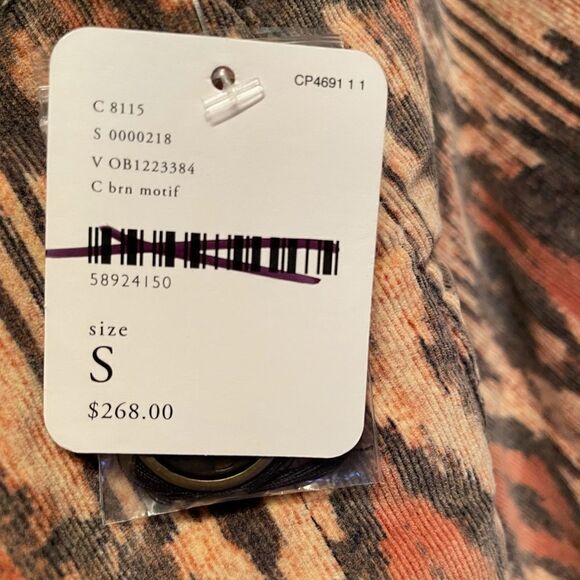 CP4691 1 1
C 8115
S 0000218
V OB1223384
C brn motif
58924150
size
S
$268.00